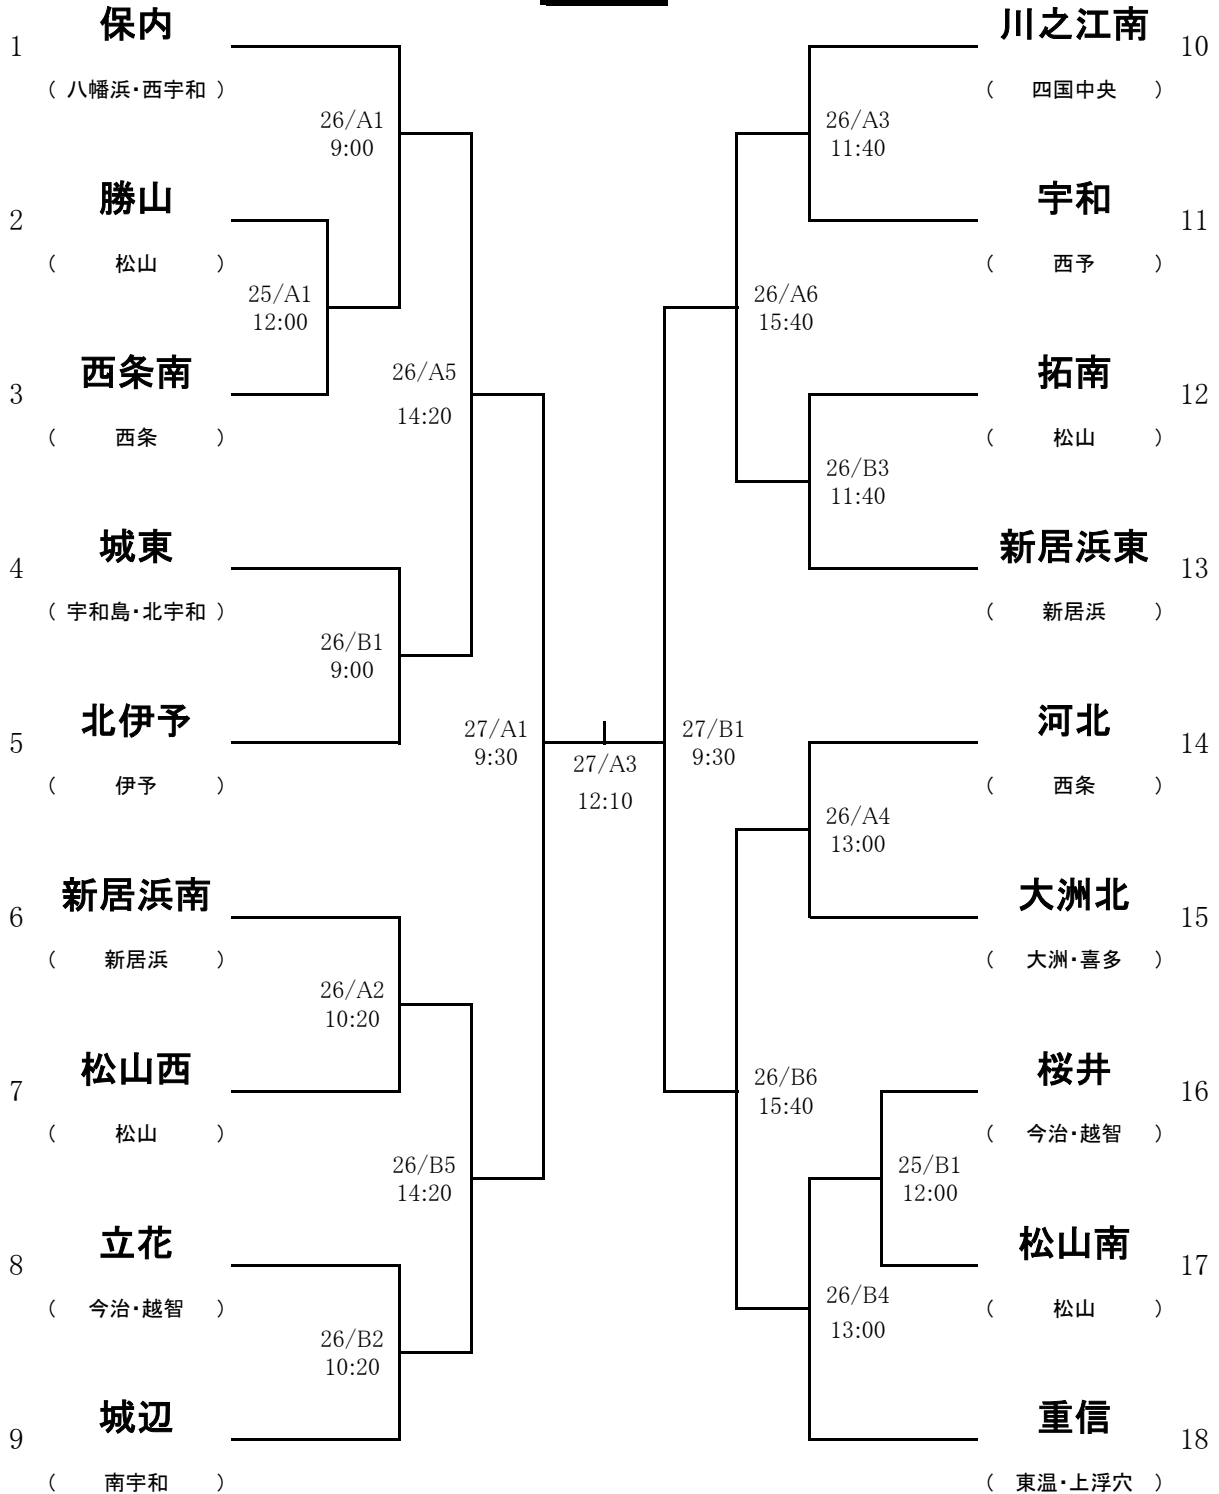 1 保内
（ 八幡浜・西宇和 ）
26/A1
9:00
2 勝山
（ 松山 ）
25/A1
12:00
3 西条南
（ 西条 ）
26/A5
14:20
4 城東
（ 宇和島・北宇和 ）
26/B1
9:00
5 北伊予
（ 伊予 ）
27/A1
9:30
6 新居浜南
（ 新居浜 ）
26/A2
10:20
7 松山西
（ 松山 ）
26/B5
14:20
8 立花
（ 今治・越智 ）
26/B2
10:20
9 城辺
（ 南宇和 ）
27/A3
12:10
川之江南 10
（ 四国中央 ）
26/A3
11:40
宇和 11
（ 西予 ）
26/A6
15:40
拓南 12
（ 松山 ）
26/B3
11:40
新居浜東 13
（ 新居浜 ）
27/B1
9:30
河北 14
（ 西条 ）
26/A4
13:00
大洲北 15
（ 大洲・喜多 ）
26/B6
15:40
桜井 16
（ 今治・越智 ）
25/B1
12:00
松山南 17
（ 松山 ）
26/B4
13:00
重信 18
（ 東温・上浮穴 ）